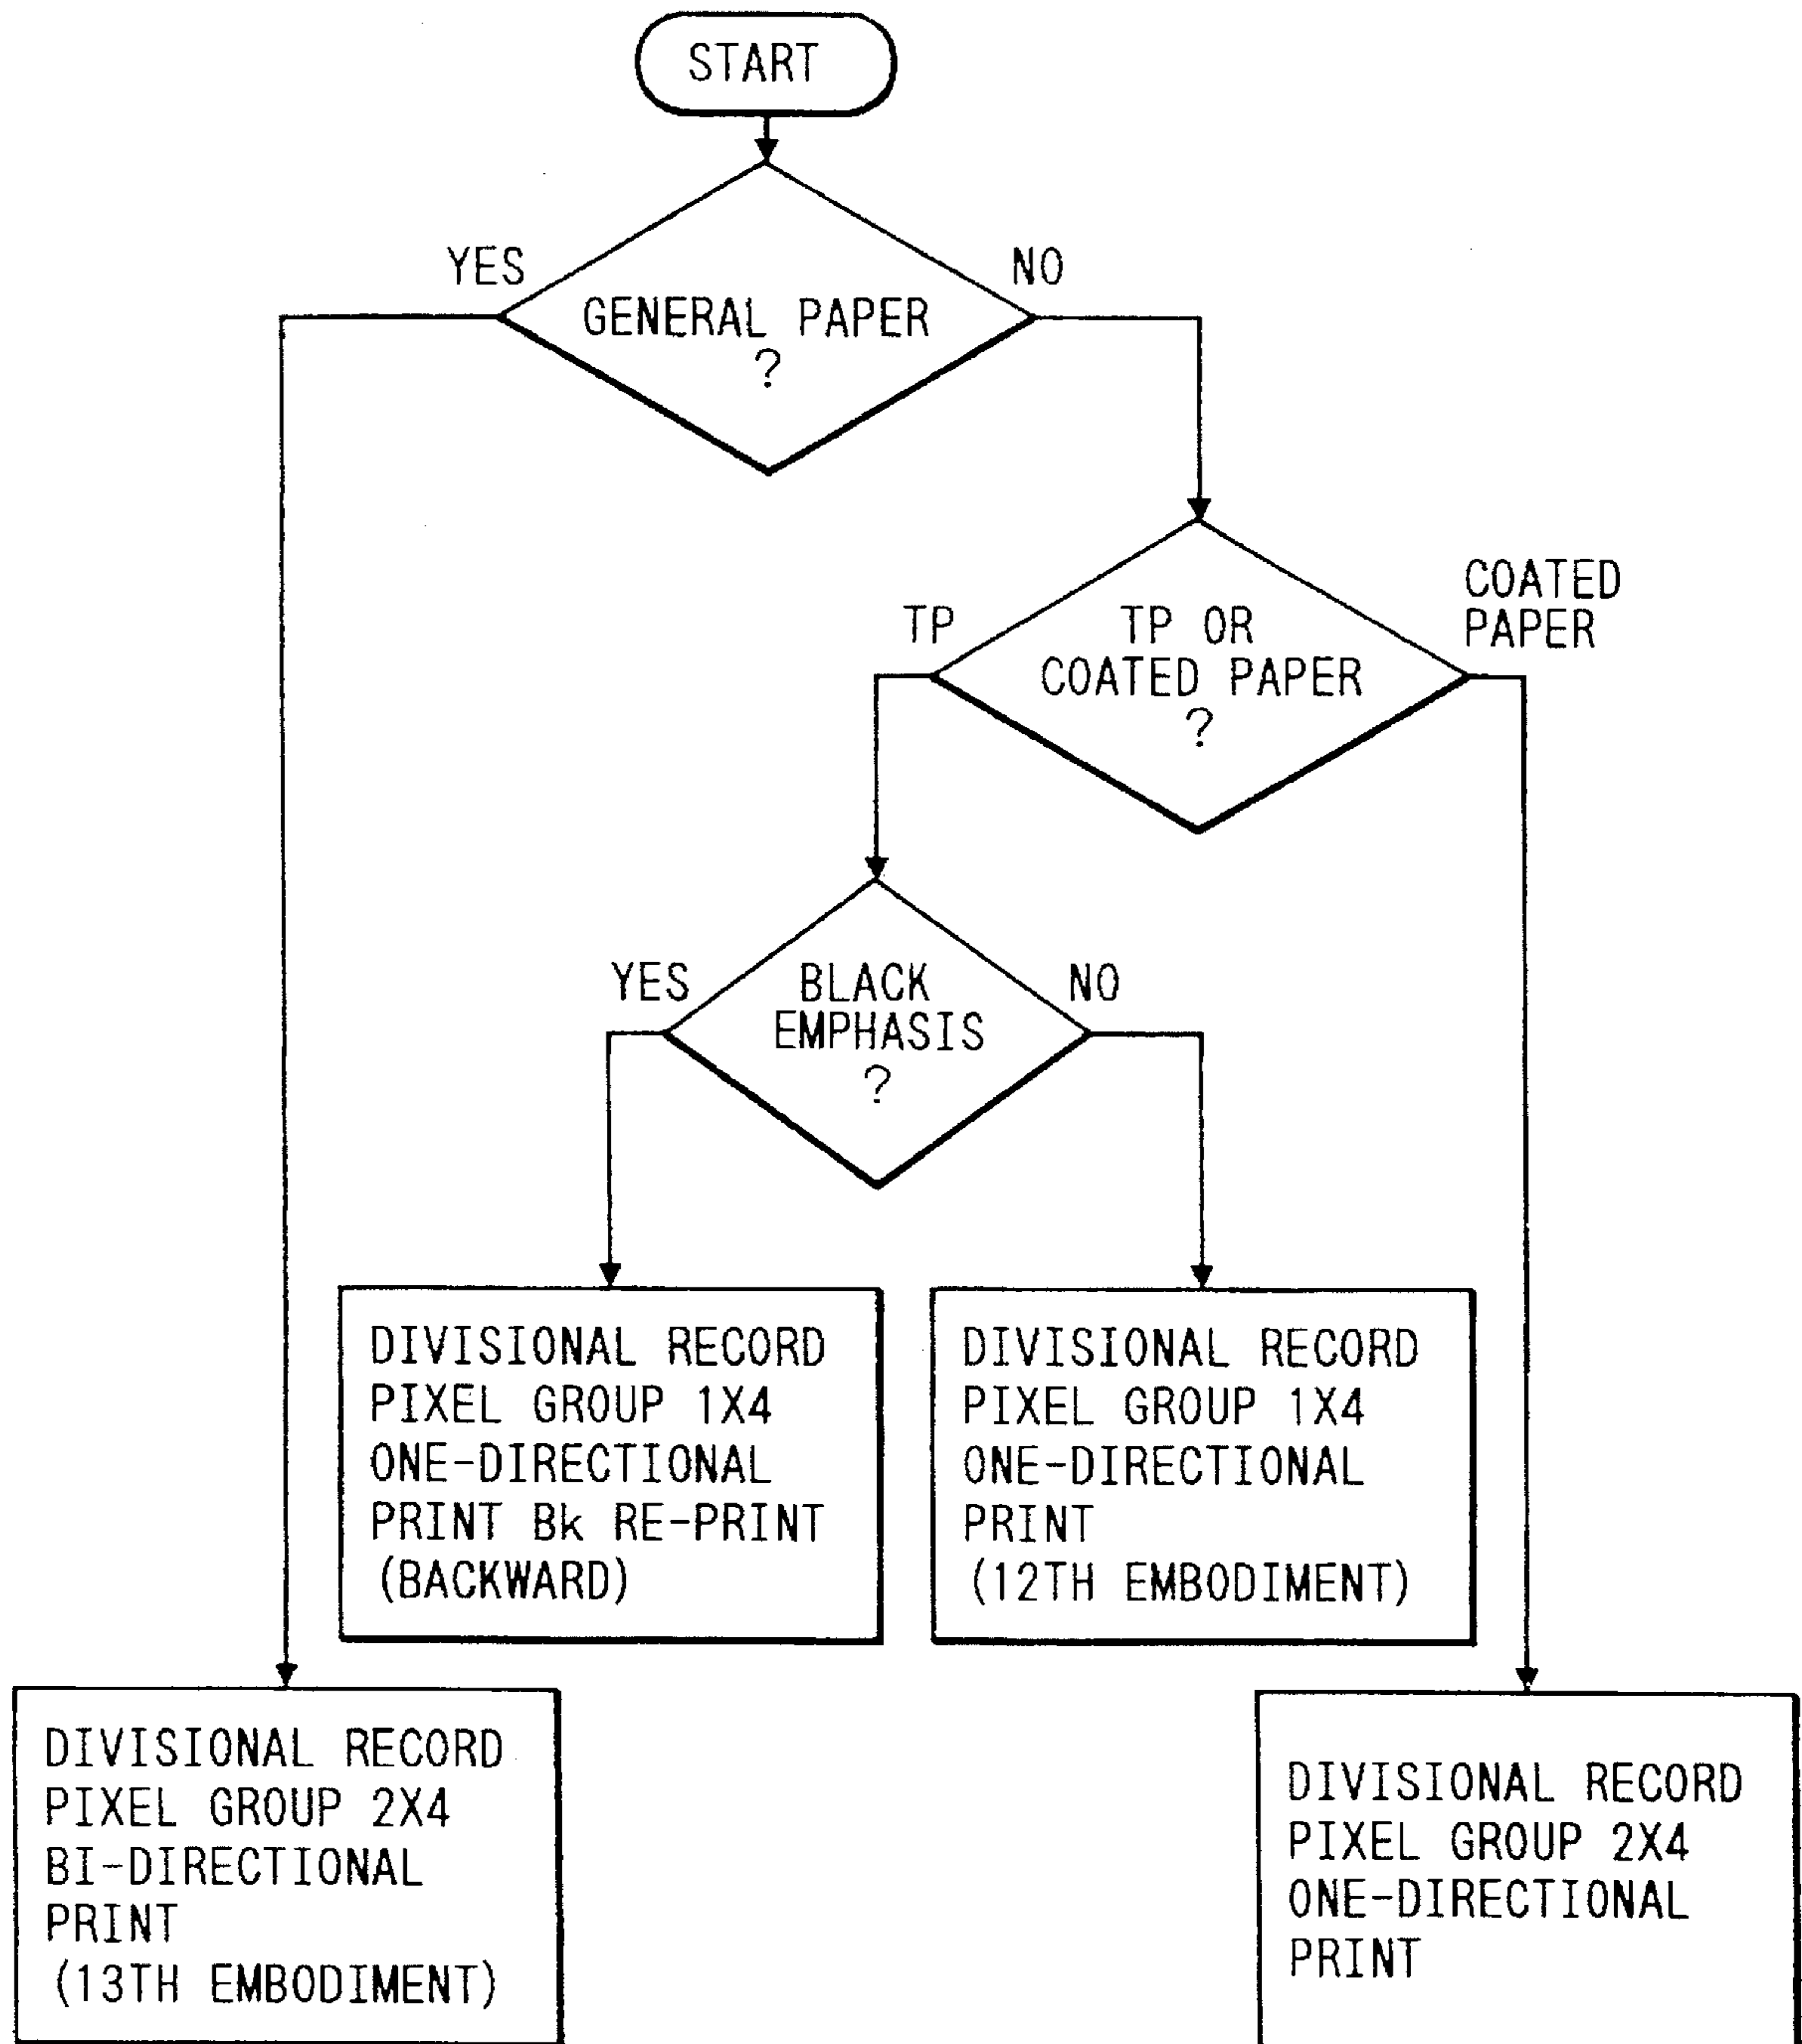 START
YES
NO
GENERAL PAPER
?
COATED
PAPER
TP
TP OR
COATED PAPER
?
YES
NO
BLACK
EMPHASIS
?
DIVISIONAL RECORD
PIXEL GROUP 1X4
ONE-DIRECTIONAL
PRINT Bk RE-PRINT
(BACKWARD)
DIVISIONAL RECORD
PIXEL GROUP 1X4
ONE-DIRECTIONAL
PRINT
(12TH EMBODIMENT)
DIVISIONAL RECORD
PIXEL GROUP 2X4
BI-DIRECTIONAL
PRINT
(13TH EMBODIMENT)
DIVISIONAL RECORD
PIXEL GROUP 2X4
ONE-DIRECTIONAL
PRINT